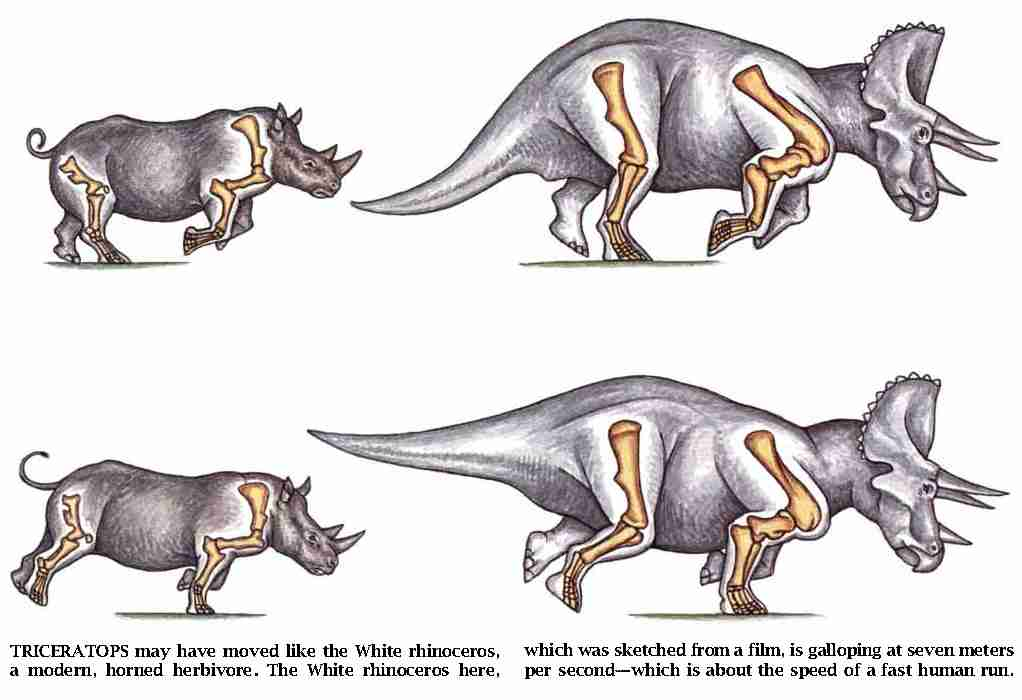 TRICERATOPS may have moved like the White rhinoceros,
a modern, horned herbivore. The White rhinoceros here,
which was sketched from a film, is galloping at seven meters
per second—which is about the speed of a fast human run.